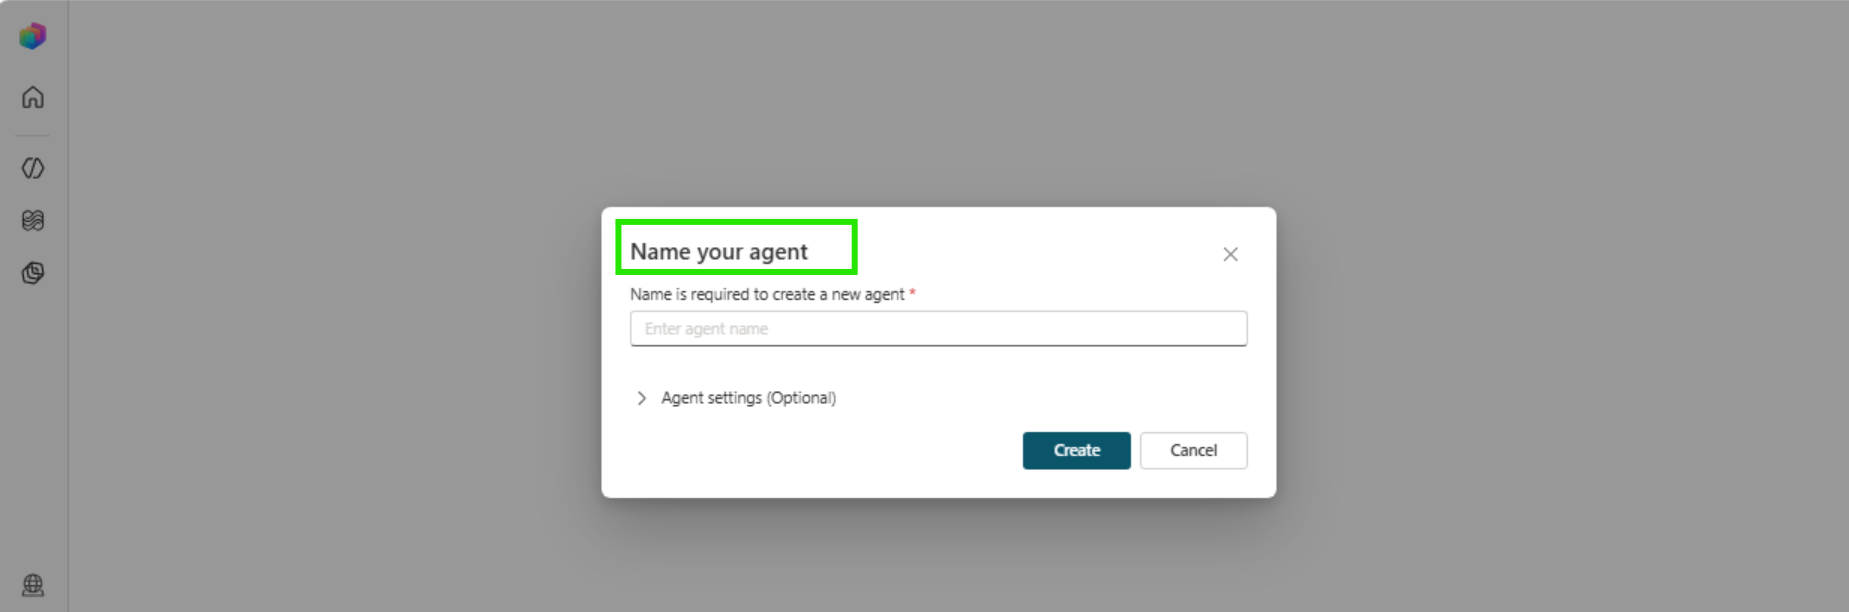 Name your agent
Name is required to create a new agent *
Enter agent name
Agent settings (Optional)
Create
Cancel